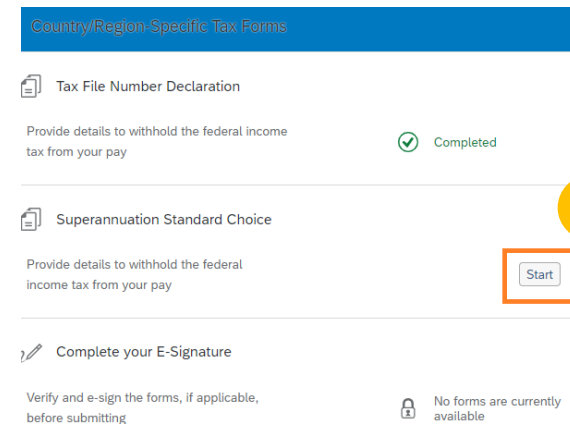 Country/Region-Specific Tax Forms
Tax File Number Declaration
Provide details to withhold the federal income
tax from your pay
Completed
Superannuation Standard Choice
Provide details to withhold the federal
income tax from your pay
Start
Complete your E-Signature
Verify and e-sign the forms, if applicable,
before submitting
No forms are currently
available